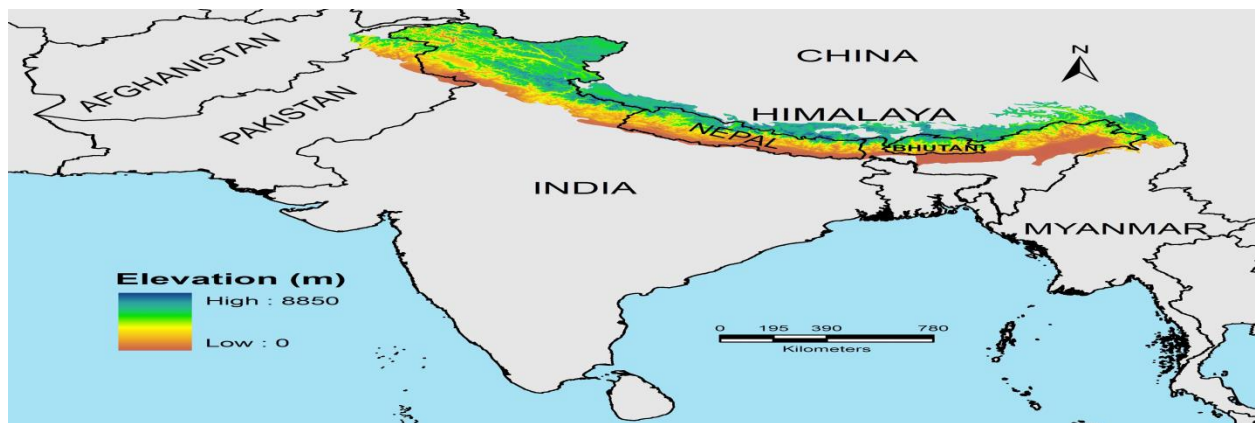 AFGHANISTAN
PAKISTAN
CHINA
N
HIMALAYA
NEPAL
BHUTAN
INDIA
MYANMAR
Elevation (m)
High : 8850
Low : 0
0 195 390 780
Kilometers